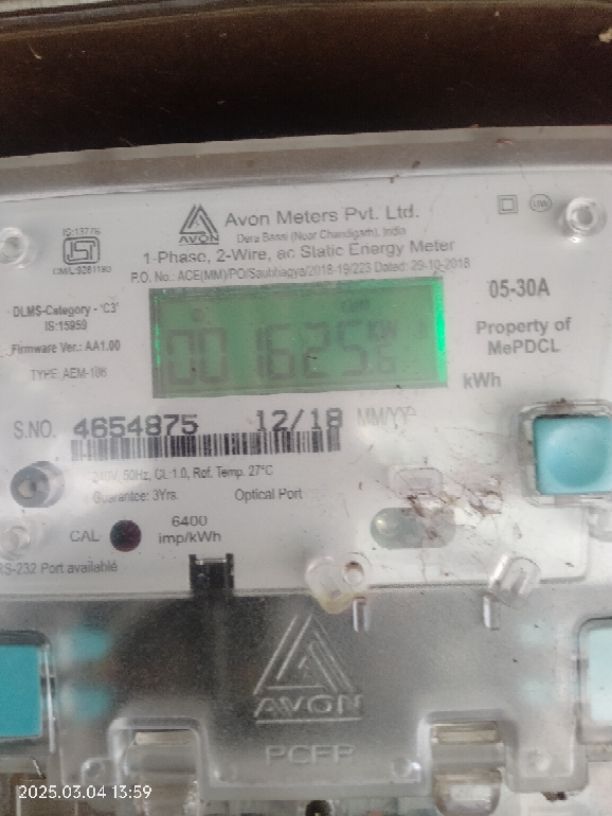 IS:13779
AVON
Avon Meters Pvt. Ltd.
Dera Bassi (Near Chandigarh), India
1-Phase, 2-Wire, ac Static Energy Meter
P.O. No.: ACE(MM)/PO/Saubhagya/2018-19/223 Dated: 29-10-2018
DLMS-Category - 'C3'
IS:15959
Firmware Ver.: AA1.00
TYPE: AEM-106
05-30A
Property of
MePDCL
001625.6
kWh
S.NO. 4654875 12/18 MM/YY
240V, 50Hz, CL:1.0, Ref. Temp. 27°C
Guarantee: 3Yrs. Optical Port
CAL
6400
imp/kWh
RS-232 Port available
AVON
PCFP
2025.03.04 13:59